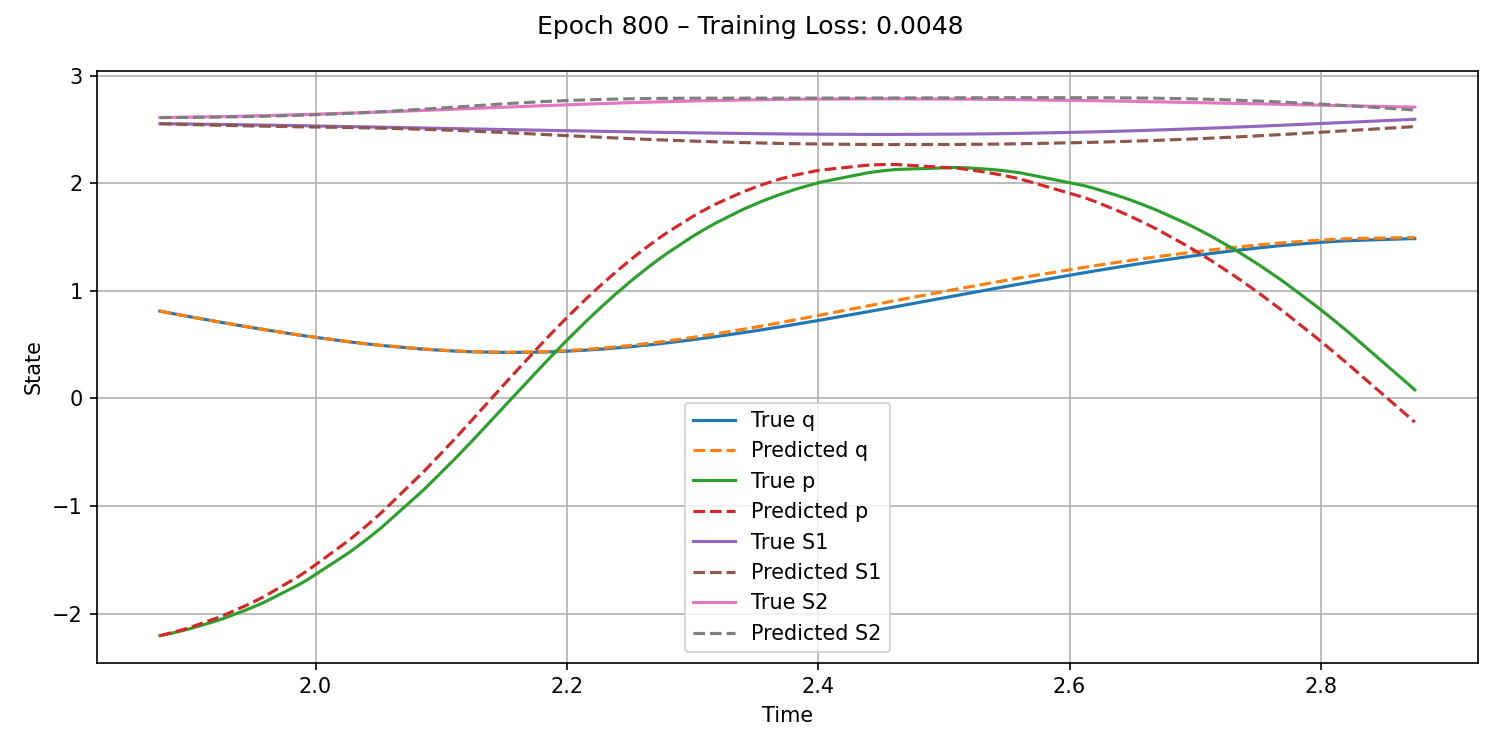 Epoch 800 – Training Loss: 0.0048
3
2
1
0
−1
−2
State
True q
Predicted q
True p
Predicted p
True S1
Predicted S1
True S2
Predicted S2
2.0 2.2 2.4 2.6 2.8
Time